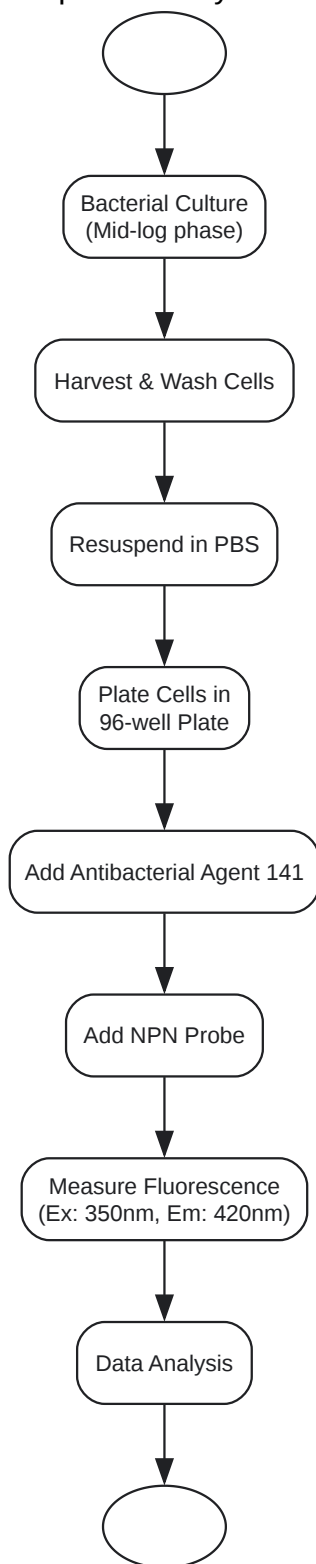 Bacterial Culture
(Mid-log phase)
Harvest & Wash Cells
Resuspend in PBS
Plate Cells in
96-well Plate
Add Antibacterial Agent 141
Add NPN Probe
Measure Fluorescence
(Ex: 350nm, Em: 420nm)
Data Analysis